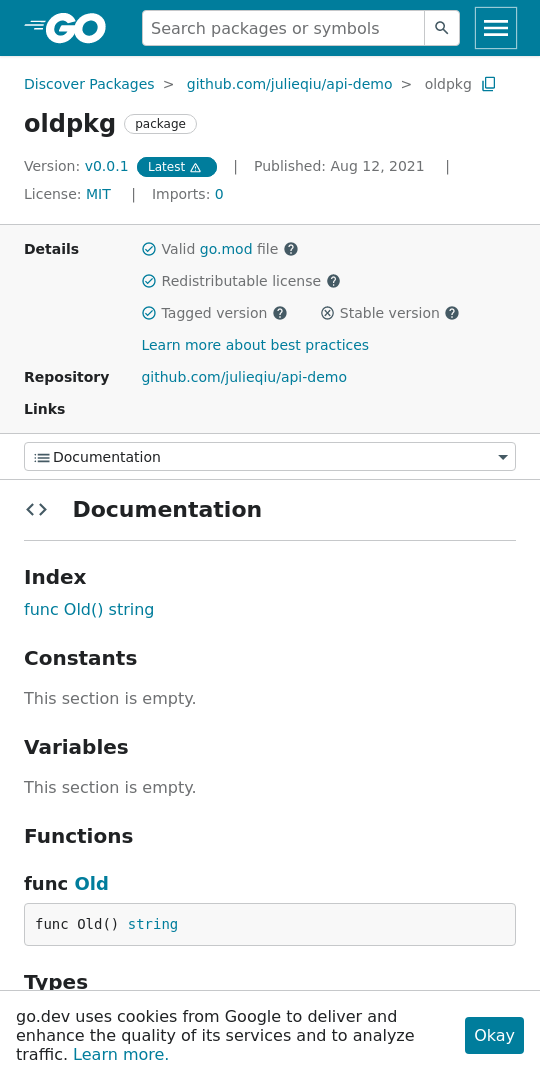 GO
Search packages or symbols
Discover Packages > github.com/julieqiu/api-demo > oldpkg
oldpkg package
Version: v0.0.1 Latest | Published: Aug 12, 2021 |
License: MIT | Imports: 0
Details
Valid go.mod file
Redistributable license
Tagged version Stable version
Learn more about best practices
Repository
github.com/julieqiu/api-demo
Links
Documentation
Documentation
Index
func Old() string
Constants
This section is empty.
Variables
This section is empty.
Functions
func Old
func Old() string
Types
go.dev uses cookies from Google to deliver and
enhance the quality of its services and to analyze
traffic. Learn more.
Okay